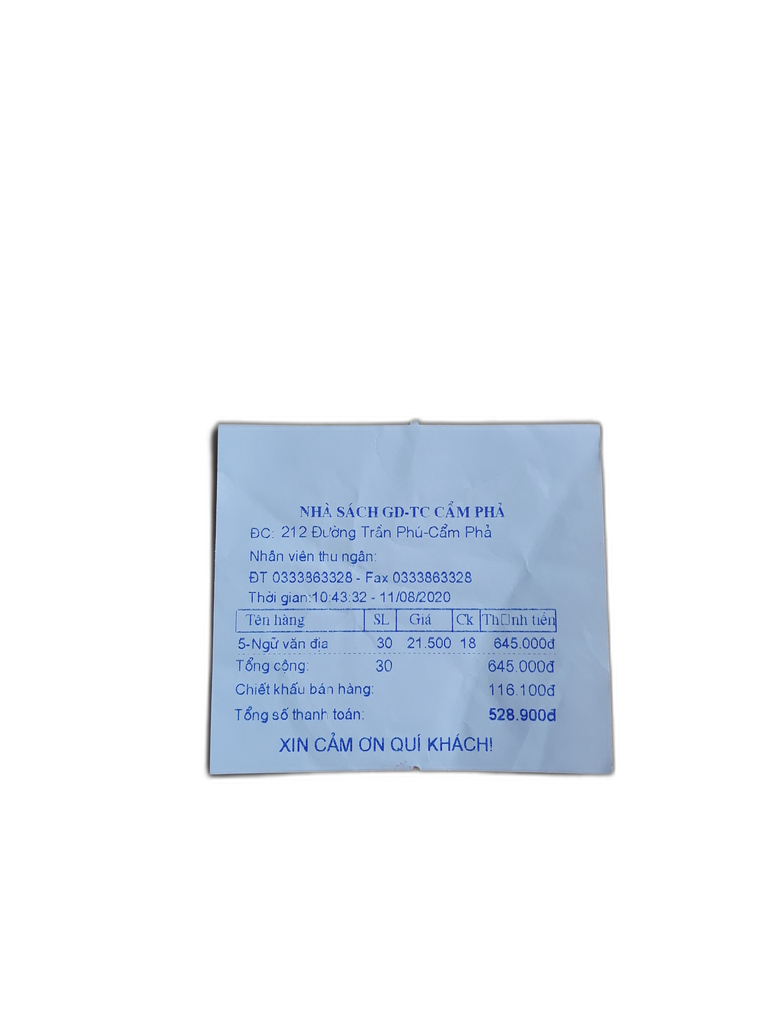 NHÀ SÁCH GD-TC CẨM PHẢ
ĐC: 212 Đường Trần Phú-Cẩm Phả
Nhân viên thu ngân:
ĐT 0333863328 - Fax 0333863328
Thời gian:10:43:32 - 11/08/2020
Tên hàng SL Giá Ck Th□nh tiền
5-Ngữ văn địa 30 21.500 18 645.000đ
Tổng cộng: 30 645.000đ
Chiết khấu bán hàng: 116.100đ
Tổng số thanh toán: 528.900đ
XIN CẢM ƠN QUÍ KHÁCH!